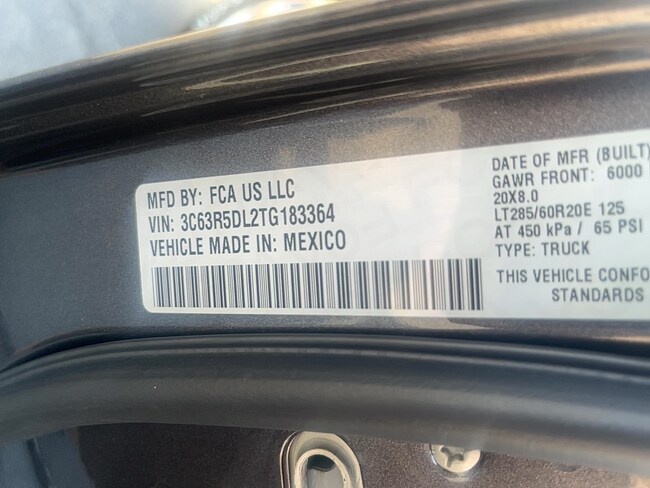 MFD BY: FCA US LLC
VIN: 3C63R5DL2TG183364
VEHICLE MADE IN: MEXICO
DATE OF MFR (BUILT)
GAWR FRONT: 6000
20X8.0
LT285/60R20E 125
AT 450 kPa / 65 PSI
TYPE: TRUCK
THIS VEHICLE CONFO
STANDARDS